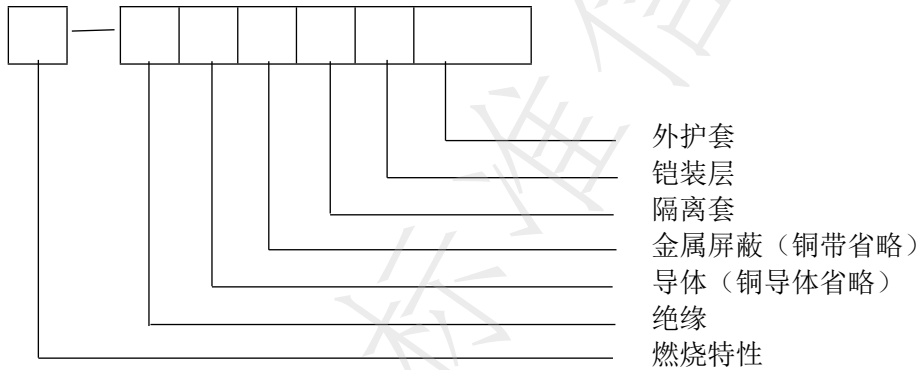 外护套
铠装层
隔离套
金属屏蔽（铜带省略）
导体（铜导体省略）
绝缘
燃烧特性